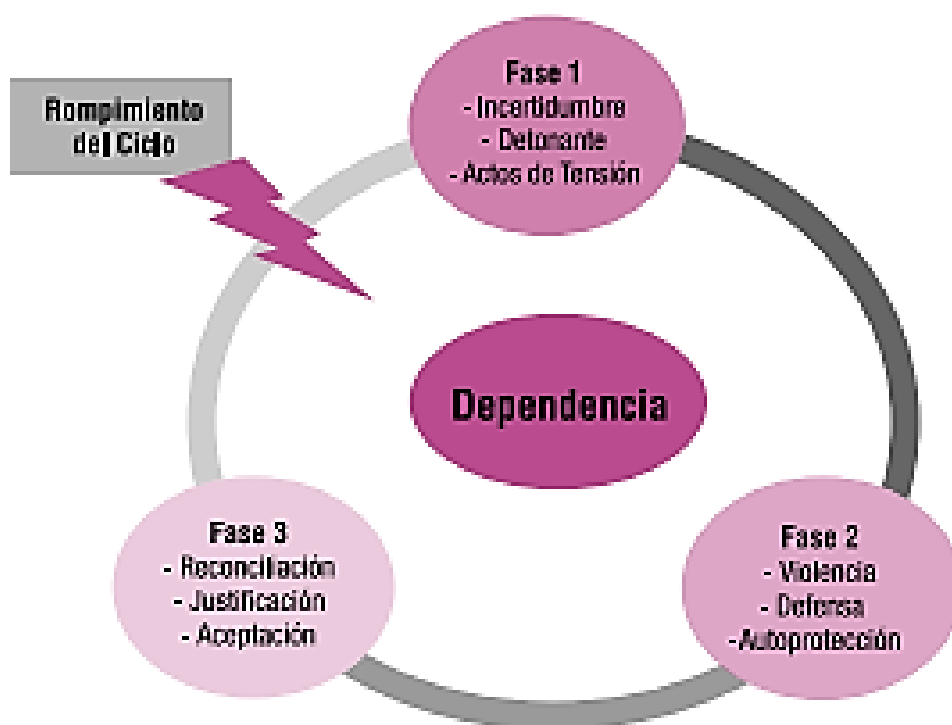 Rompimiento
del Ciclo
Fase 1
- Incertidumbre
- Detonante
- Actos de Tensión
Dependencia
Fase 3
- Reconciliación
- Justificación
- Aceptación
Fase 2
- Violencia
- Defensa
-Autoprotección